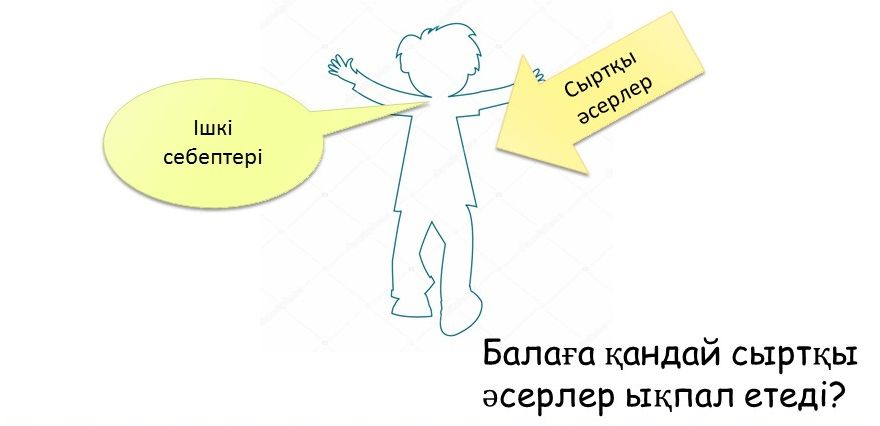 Ішкі
себептері
Сыртқы
әсерлер
Балаға қандай сыртқы
әсерлер ықпал етеді?